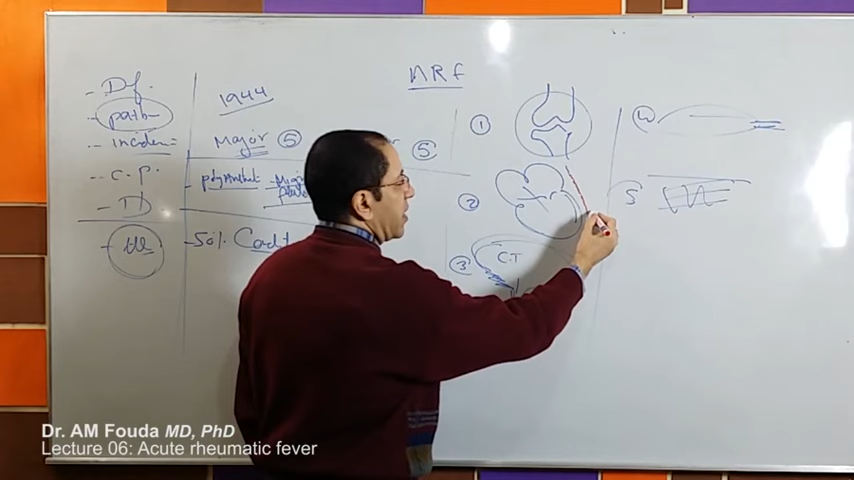 ARF
- Df.
- path-
- inciden=
- C.P.
- D
1944
Major 5
5
- polyarthrit-
- 50% Card
1
2
3 C.T
4
5
Dr. AM Fouda MD, PhD
Lecture 06: Acute rheumatic fever